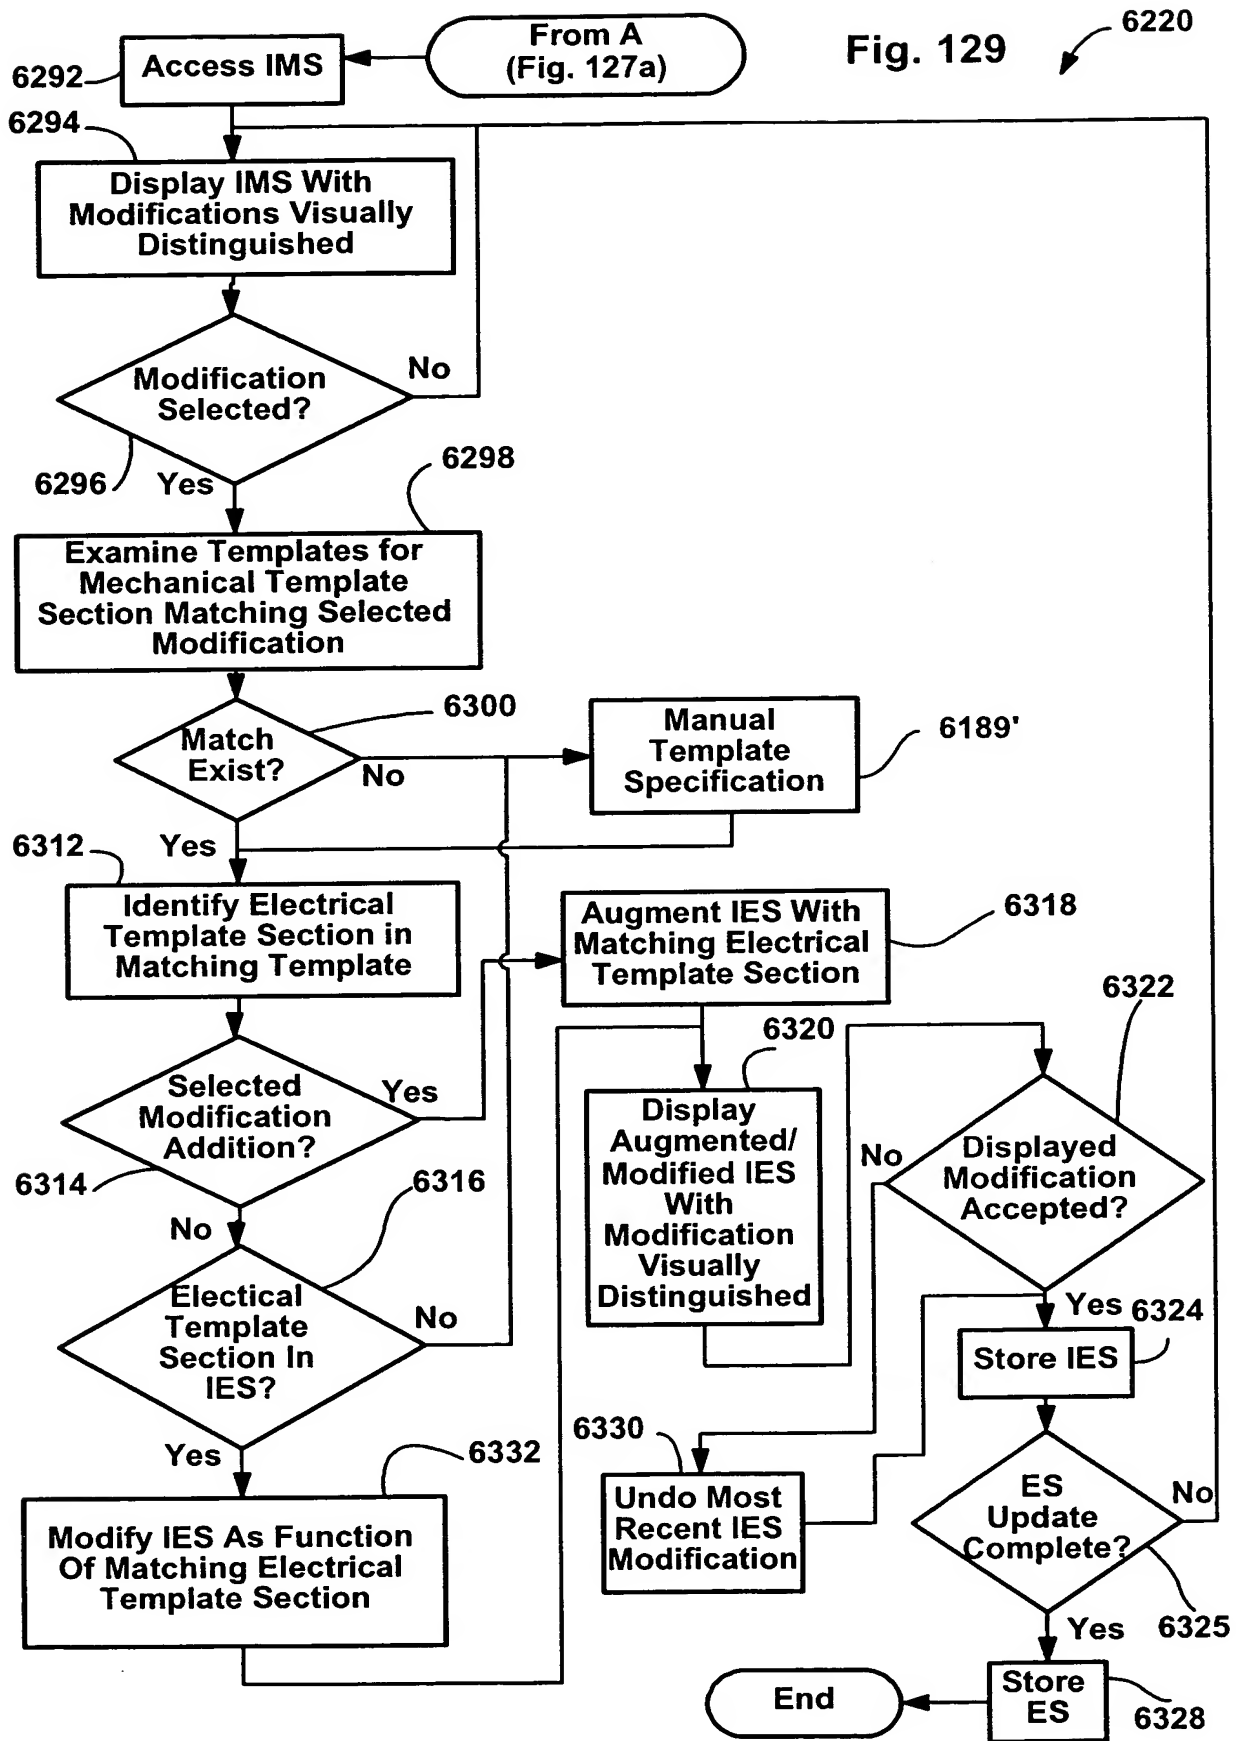 From A
(Fig. 127a)
Fig. 129
6220
6292
Access IMS
6294
Display IMS With
Modifications Visually
Distinguished
Modification
Selected?
No
6296
Yes
6298
Examine Templates for
Mechanical Template
Section Matching Selected
Modification
6300
Match
Exist?
No
Manual
Template
Specification
6189'
6312
Yes
Identify Electrical
Template Section in
Matching Template
Augment IES With
Matching Electrical
Template Section
6318
Selected
Modification
Addition?
Yes
6314
No
6316
Electical
Template
Section In
IES?
No
Yes
6332
Modify IES As Function
Of Matching Electrical
Template Section
6320
Display
Augmented/
Modified IES
With
Modification
Visually
Distinguished
6322
No
Displayed
Modification
Accepted?
Yes
6324
Store IES
6330
Undo Most
Recent IES
Modification
ES
Update
Complete?
No
6325
Yes
Store
ES
6328
End